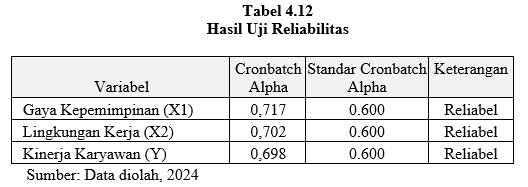 Tabel 4.12
Hasil Uji Reliabilitas
Variabel Cronbatch Alpha Standar Cronbatch Alpha Keterangan
Gaya Kepemimpinan (X1) 0,717 0.600 Reliabel
Lingkungan Kerja (X2) 0,702 0.600 Reliabel
Kinerja Karyawan (Y) 0,698 0.600 Reliabel
Sumber: Data diolah, 2024